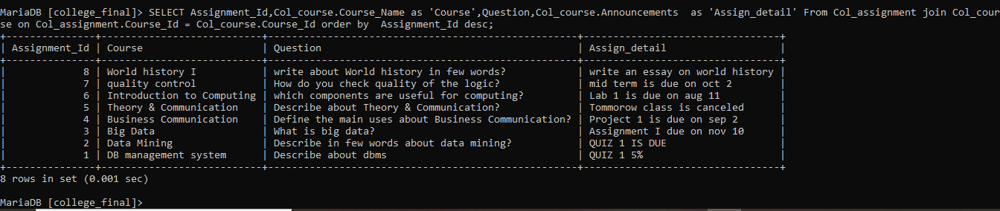 MariaDB [college_final]> SELECT Assignment_Id,Col_course.Course_Name as 'Course',Question,Col_course.Announcements  as 'Assign_detail' From Col_assignment join Col_cour
se on Col_assignment.Course_Id = Col_course.Course_Id order by  Assignment_Id desc;
+---------------+---------------------------+----------------------------------------------------+---------------------------------+
| Assignment_Id | Course                    | Question                                           | Assign_detail                   |
+---------------+---------------------------+----------------------------------------------------+---------------------------------+
|             8 | World history I           | write about World history in few words?            | write an essay on world history |
|             7 | quality control           | How do you check quality of the logic?             | mid term is due on oct 2        |
|             6 | Introduction to Computing | which components are useful for computing?         | Lab 1 is due on aug 11          |
|             5 | Theory & Communication    | Describe about Theory & Communication?             | Tommorow class is canceled      |
|             4 | Business Communication    | Define the main uses about Business Communication? | Project 1 is due on sep 2       |
|             3 | Big Data                  | What is big data?                                  | Assignment I due on nov 10      |
|             2 | Data Mining               | Describe in few words about data mining?           | QUIZ 1 IS DUE                   |
|             1 | DB management system      | Describe about dbms                                | QUIZ 1 5%                       |
+---------------+---------------------------+----------------------------------------------------+---------------------------------+
8 rows in set (0.001 sec)
MariaDB [college_final]>